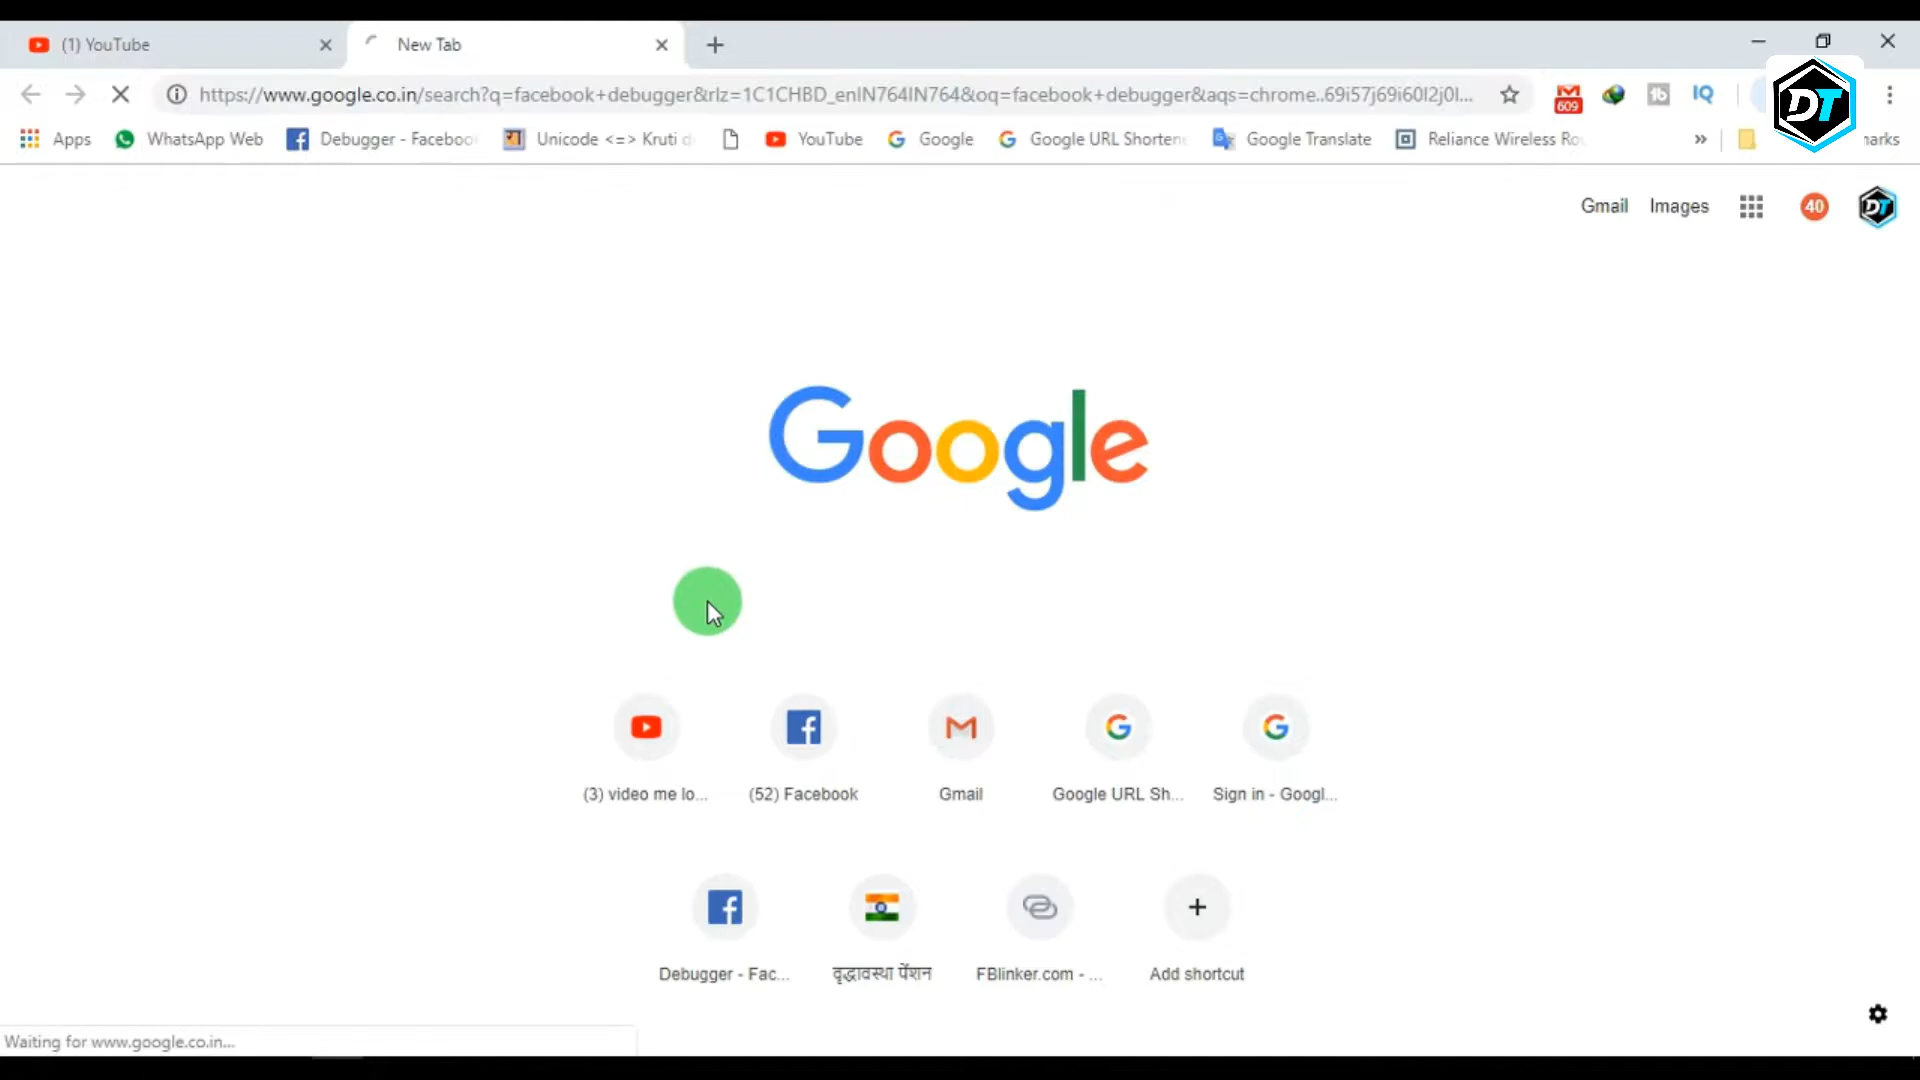 (1) YouTube
New Tab
https://www.google.co.in/search?q=facebook+debugger&rlz=1C1CHBD_enIN764IN764&oq=facebook+debugger&aqs=chrome..69i57j69i60l2j0l...
609
IQ
DT
Apps
WhatsApp Web
Debugger - Faceboo
Unicode <=> Kruti d
YouTube
Google
Google URL Shorten
Google Translate
Reliance Wireless Ro
»
arks
Gmail
Images
40
DT
Google
(3) video me lo...
(52) Facebook
Gmail
Google URL Sh...
Sign in - Googl...
Debugger - Fac...
वृद्धावस्था पेंशन
FBlinker.com - ...
Add shortcut
Waiting for www.google.co.in...